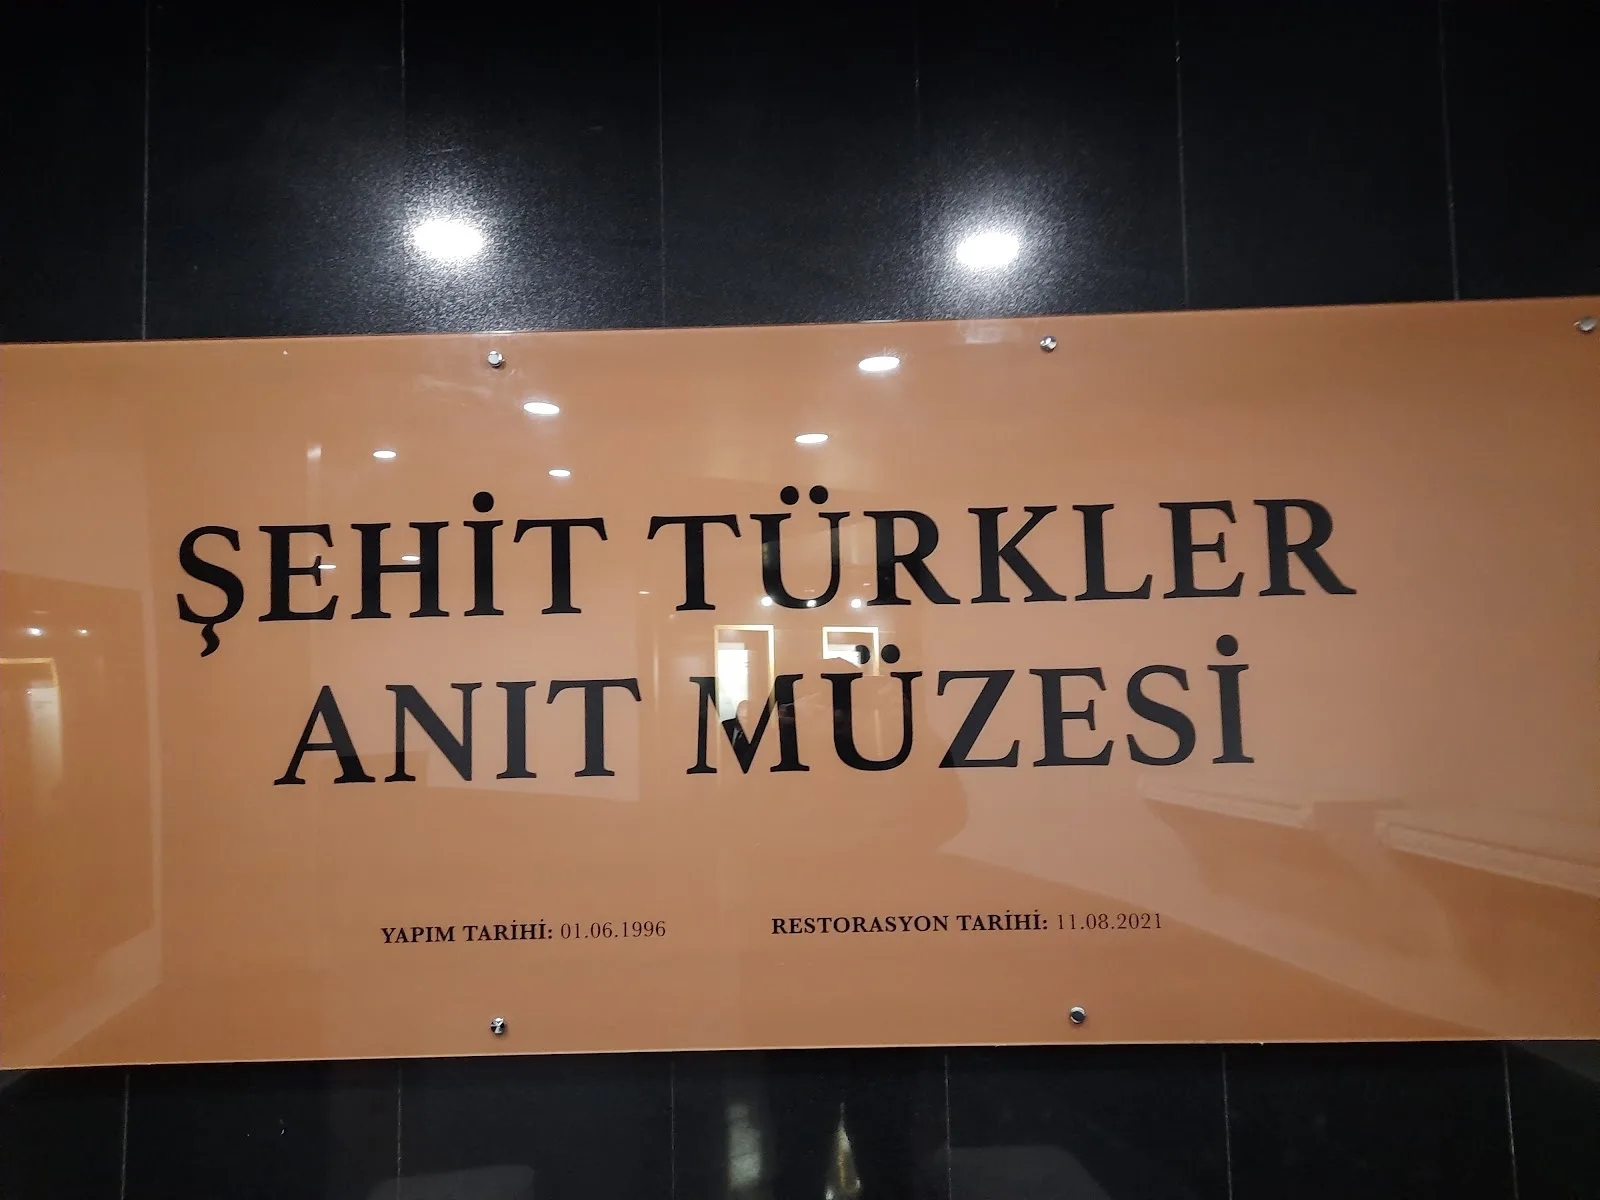 ŞEHİT TÜRKLER
ANIT MÜZESİ
YAPIM TARİHİ: 01.06.1996 RESTORASYON TARİHİ: 11.08.2021